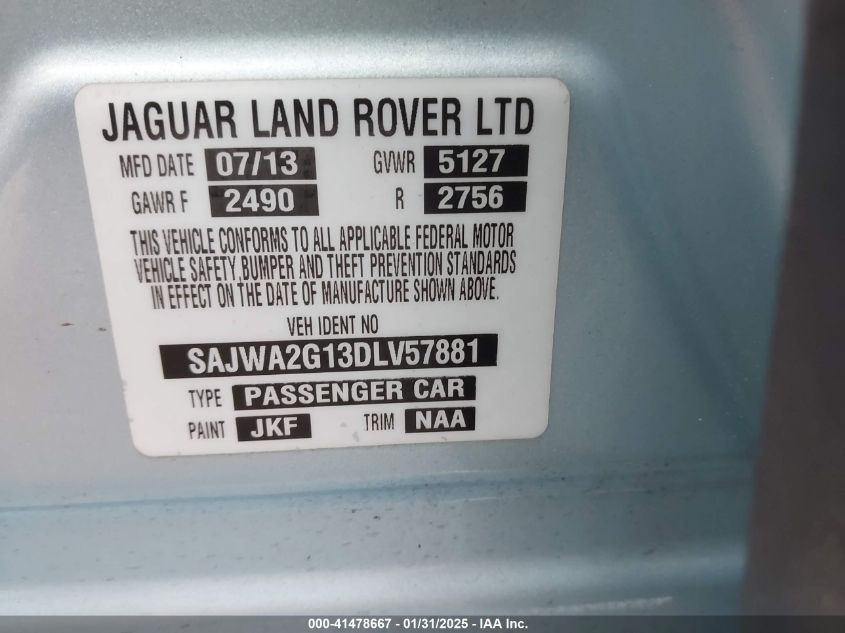 JAGUAR LAND ROVER LTD
MFD DATE 07/13 GVWR 5127
GAWR F 2490 R 2756
THIS VEHICLE CONFORMS TO ALL APPLICABLE FEDERAL MOTOR
VEHICLE SAFETY,BUMPER AND THEFT PREVENTION STANDARDS
IN EFFECT ON THE DATE OF MANUFACTURE SHOWN ABOVE.
VEH IDENT NO
SAJWA2G13DLV57881
TYPE PASSENGER CAR
PAINT JKF TRIM NAA
000-41478667 - 01/31/2025 - IAA Inc.